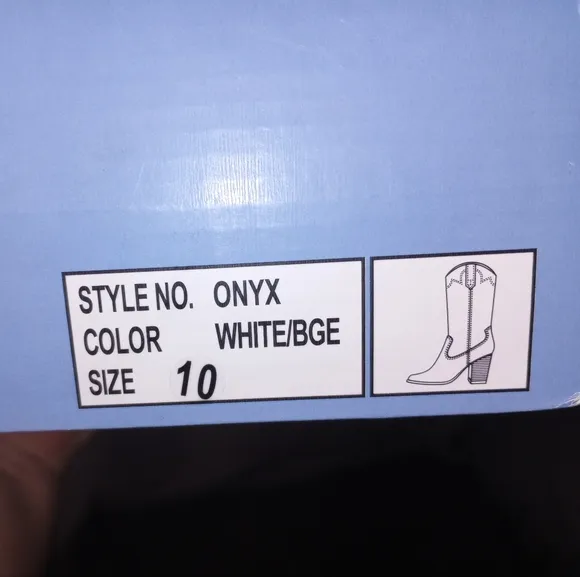 STYLE NO. ONYX
COLOR WHITE/BGE
SIZE 10